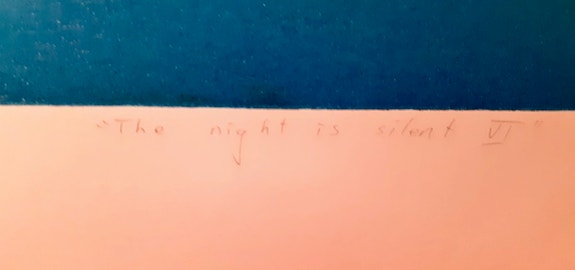 "The night is silent VI"